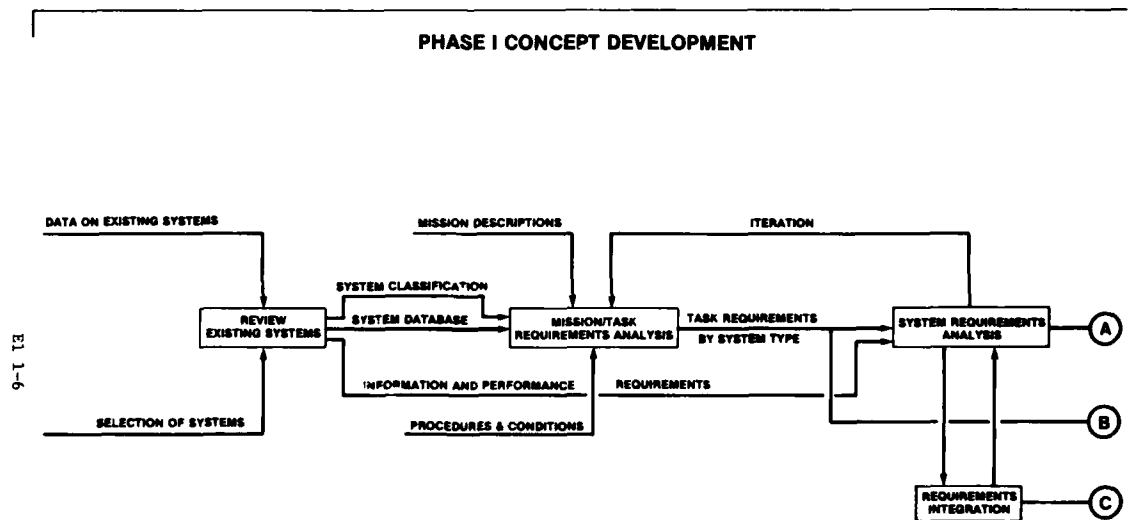 PHASE I CONCEPT DEVELOPMENT
DATA ON EXISTING SYSTEMS
MISSION DESCRIPTIONS
ITERATION
SYSTEM CLASSIFICATION
REVIEW
EXISTING SYSTEMS
SYSTEM DATABASE
MISSION/TASK
REQUIREMENTS ANALYSIS
TASK REQUIREMENTS
BY SYSTEM TYPE
SYSTEM REQUIREMENTS
ANALYSIS
A
INFORMATION AND PERFORMANCE REQUIREMENTS
SELECTION OF SYSTEMS
PROCEDURES & CONDITIONS
B
REQUIREMENTS
INTEGRATION
C
E1 1-6